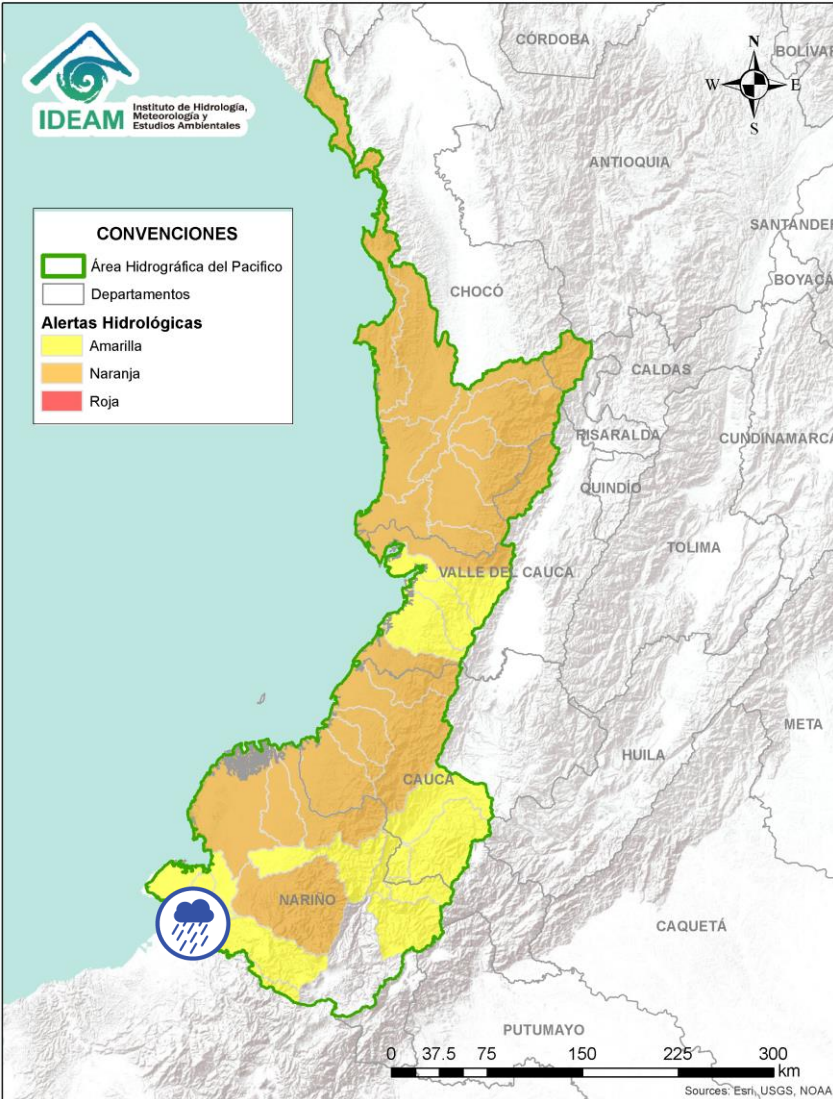 IDEAM
Instituto de Hidrología,
Meteorología y
Estudios Ambientales
N
W
E
S
CÓRDOBA
BOLÍVAR
ANTIOQUIA
SANTANDER
BOYACÁ
CHOCÓ
CALDAS
RISARALDA
CUNDINAMARCA
QUINDÍO
TOLIMA
VALLE DEL CAUCA
META
HUILA
CAUCA
NARIÑO
CAQUETÁ
PUTUMAYO
CONVENCIONES
Área Hidrográfica del Pacifico
Departamentos
Alertas Hidrológicas
Amarilla
Naranja
Roja
0 37.5 75 150 225 300
km
Sources: Esri, USGS, NOAA